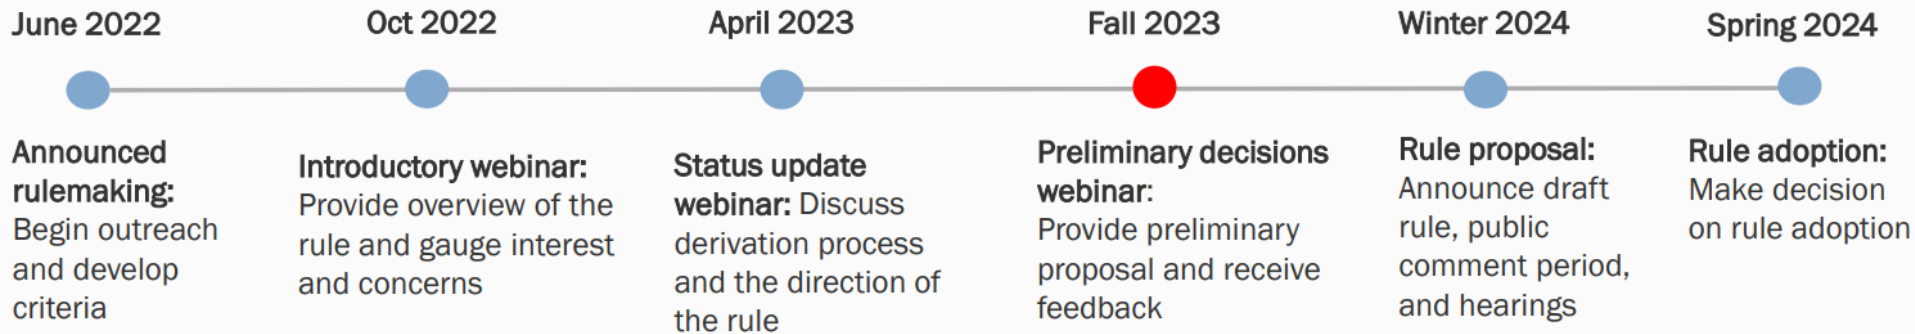 June 2022
Oct 2022
April 2023
Fall 2023
Winter 2024
Spring 2024
Announced
rulemaking:
Begin outreach
and develop
criteria
Introductory webinar:
Provide overview of the
rule and gauge interest
and concerns
Status update
webinar: Discuss
derivation process
and the direction of
the rule
Preliminary decisions
webinar:
Provide preliminary
proposal and receive
feedback
Rule proposal:
Announce draft
rule, public
comment period,
and hearings
Rule adoption:
Make decision
on rule adoption